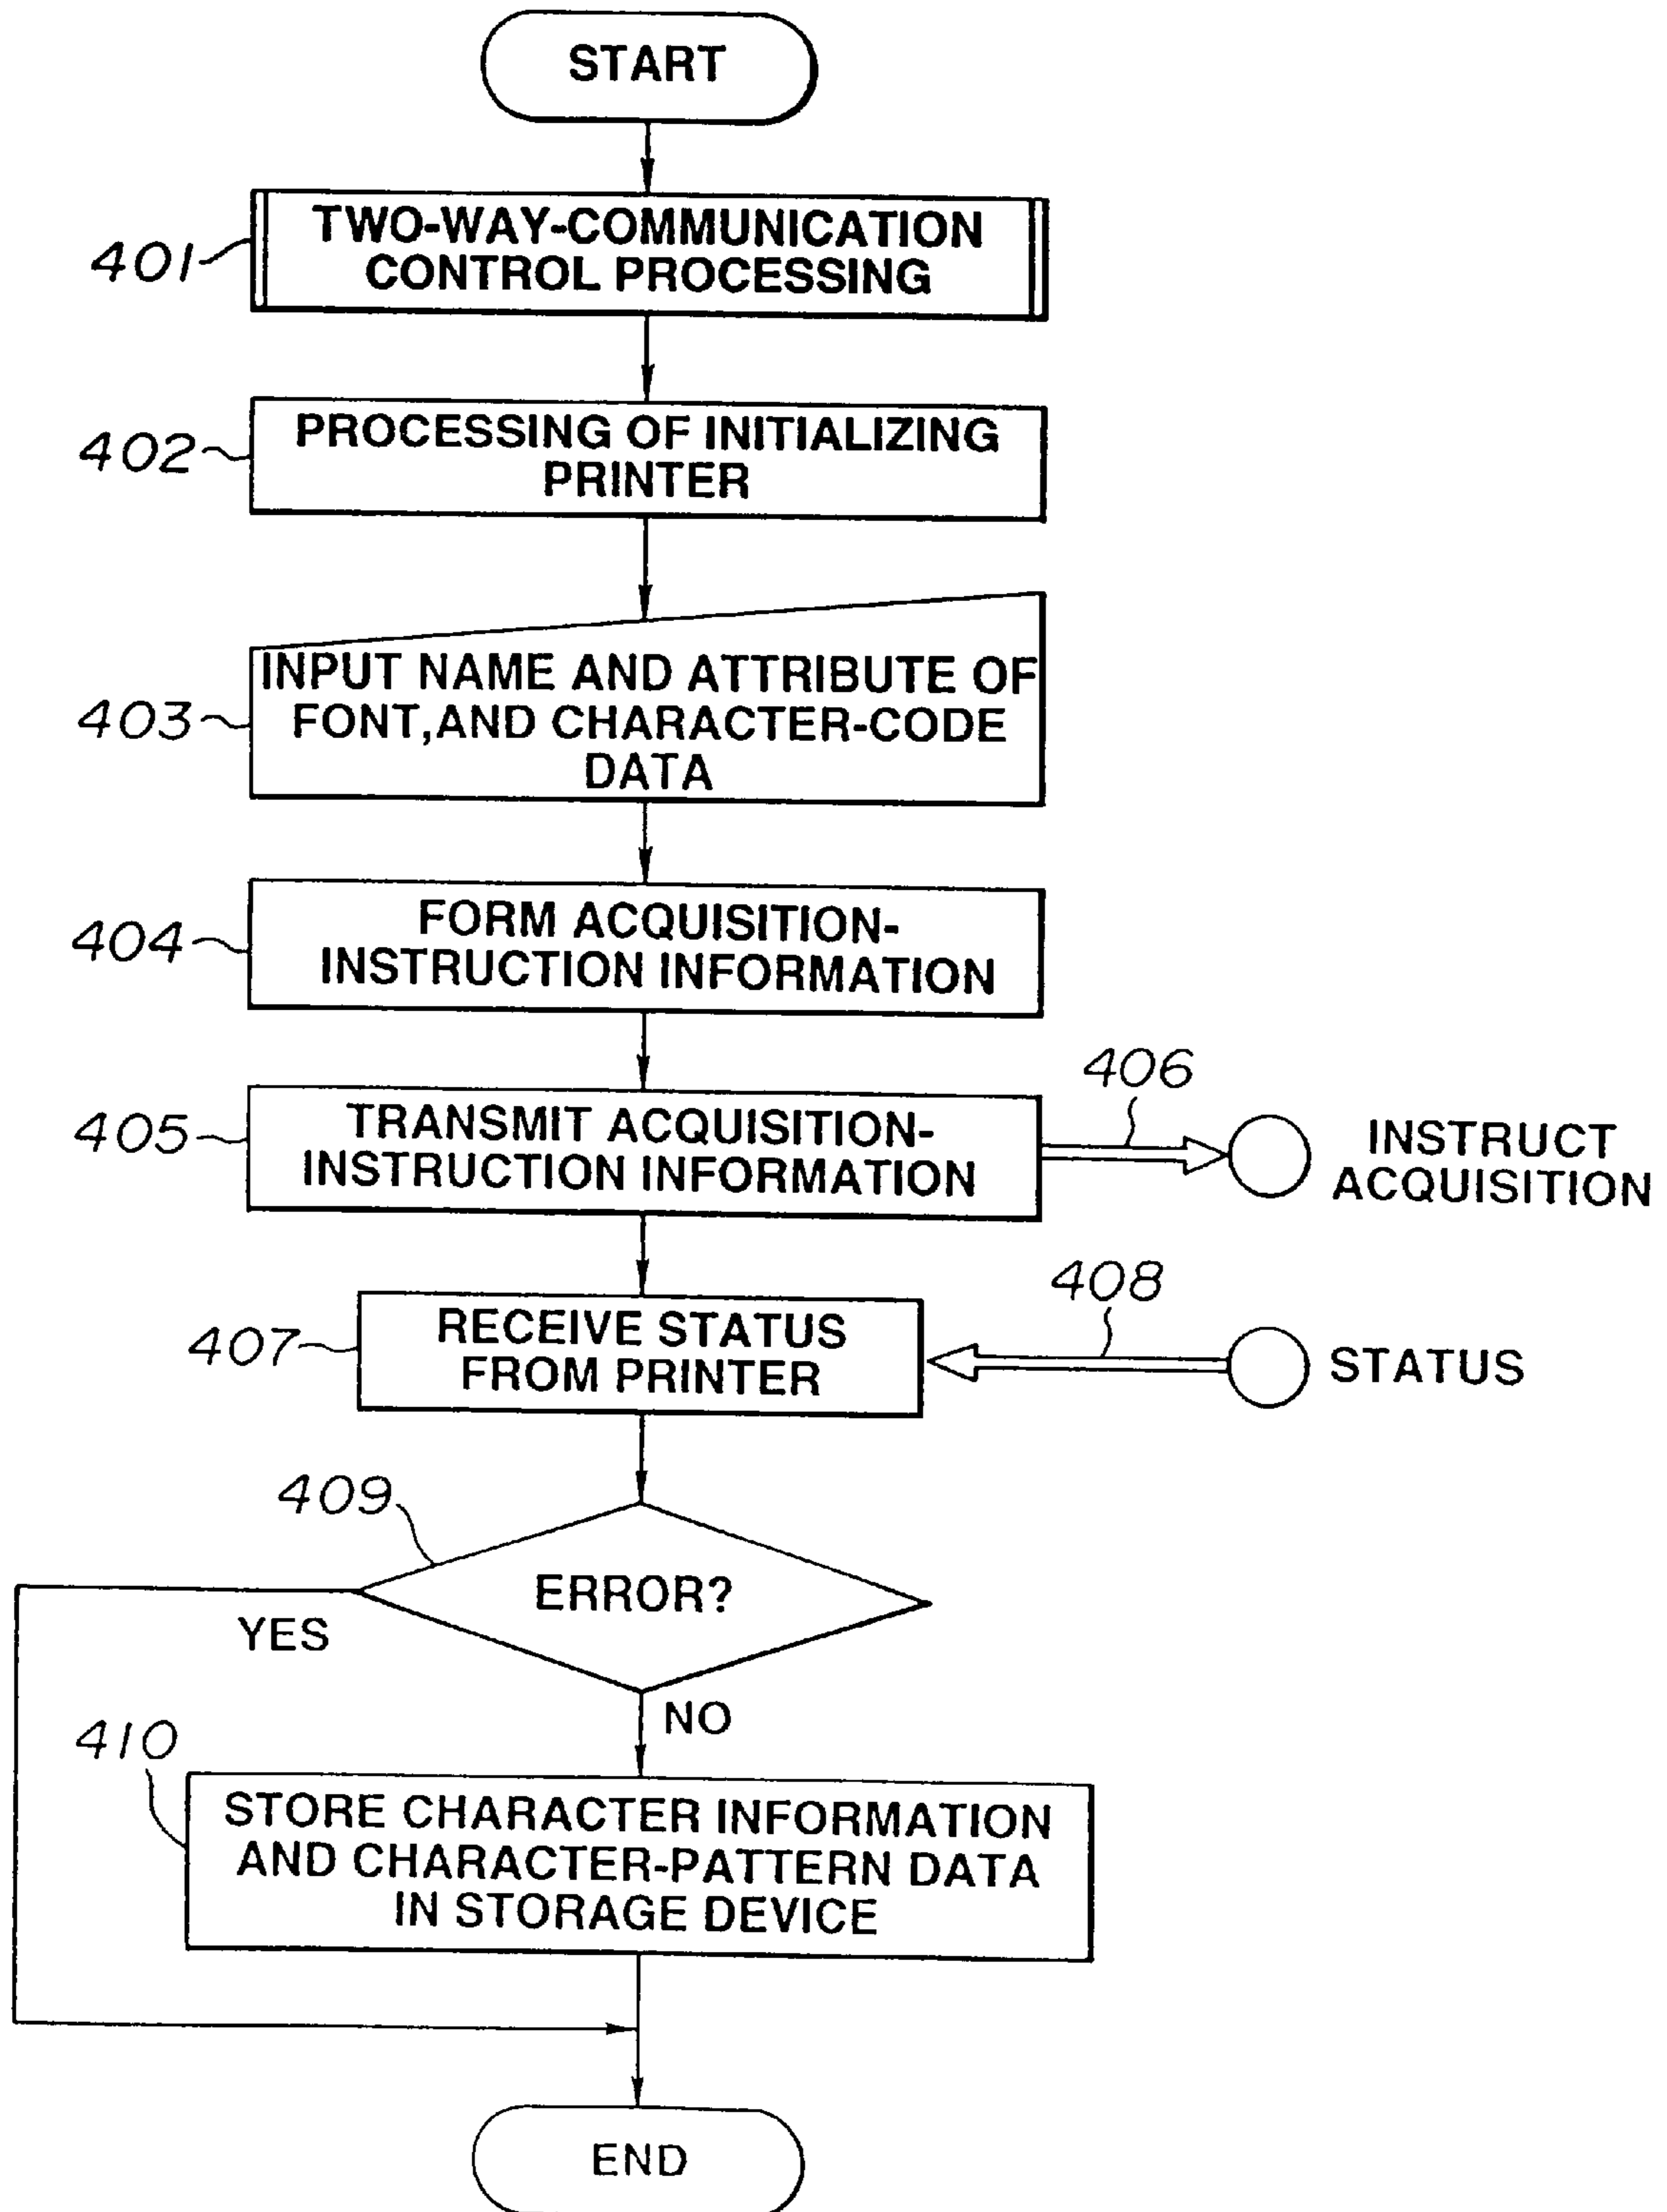 START
401
TWO-WAY-COMMUNICATION
CONTROL PROCESSING
402
PROCESSING OF INITIALIZING
PRINTER
403
INPUT NAME AND ATTRIBUTE OF
FONT,AND CHARACTER-CODE
DATA
404
FORM ACQUISITION-
INSTRUCTION INFORMATION
405
TRANSMIT ACQUISITION-
INSTRUCTION INFORMATION
406
INSTRUCT
ACQUISITION
407
RECEIVE STATUS
FROM PRINTER
408
STATUS
409
ERROR?
YES
NO
410
STORE CHARACTER INFORMATION
AND CHARACTER-PATTERN DATA
IN STORAGE DEVICE
END